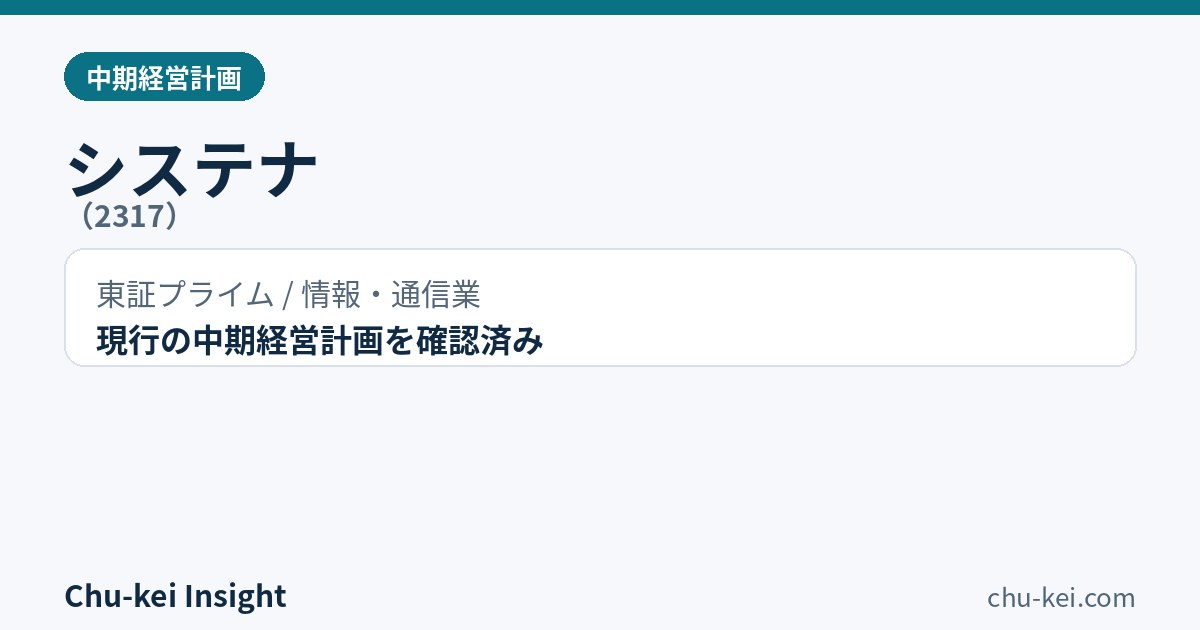 中期経営計画
システナ
（2317）
東証プライム / 情報・通信業
現行の中期経営計画を確認済み
Chu-kei Insight
chu-kei.com